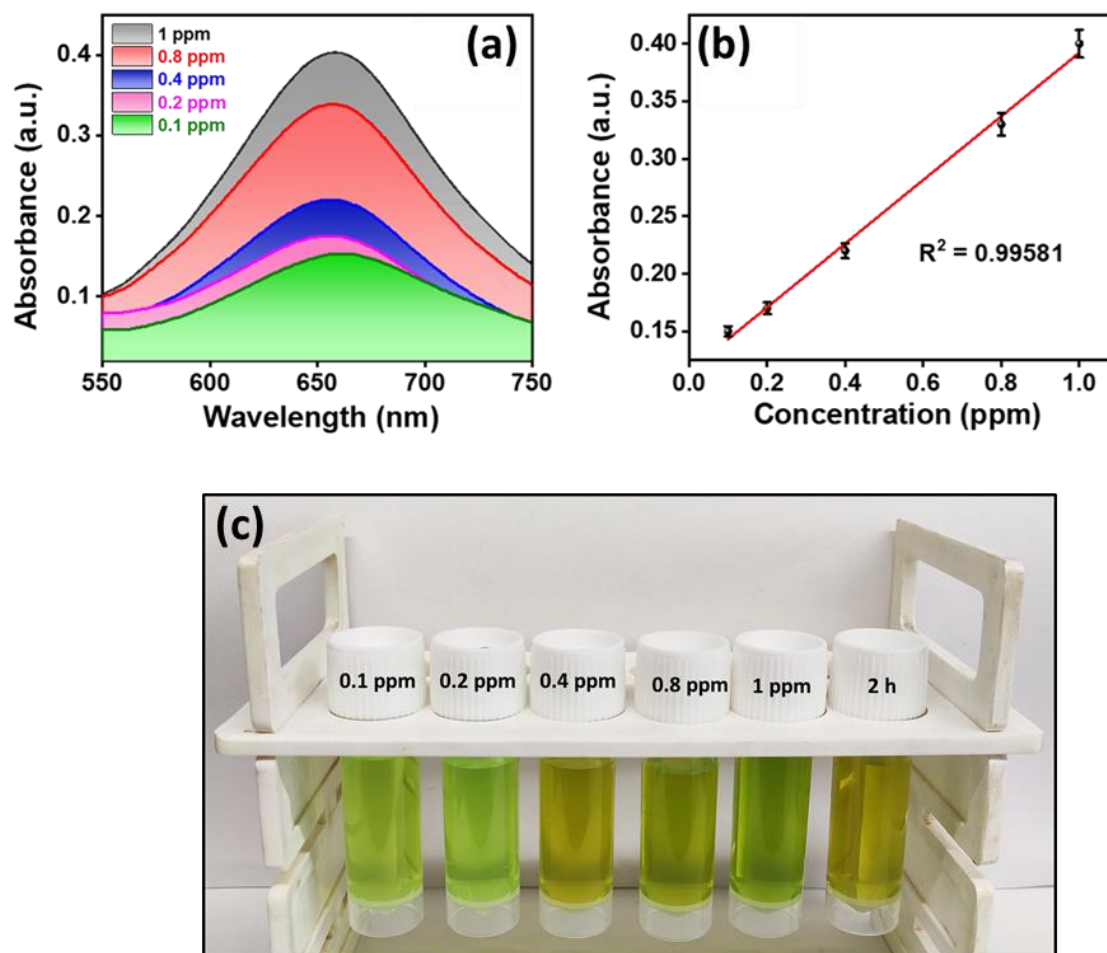 (a)
1 ppm
0.8 ppm
0.4 ppm
0.2 ppm
0.1 ppm
0.4
0.3
0.2
0.1
Absorbance (a.u.)
550 600 650 700 750
Wavelength (nm)
(b)
0.40
0.35
0.30
0.25
0.20
0.15
Absorbance (a.u.)
R² = 0.99581
0.0 0.2 0.4 0.6 0.8 1.0
Concentration (ppm)
(c)
0.1 ppm 0.2 ppm 0.4 ppm 0.8 ppm 1 ppm 2 h